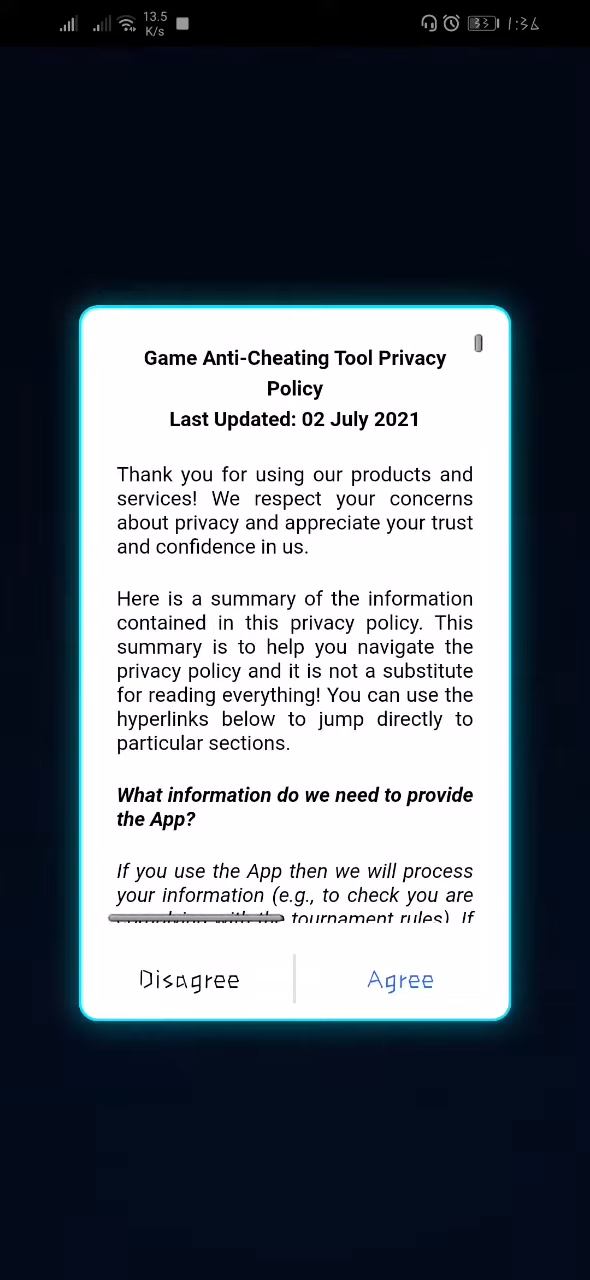 13.5
K/s
83
1:36
Game Anti-Cheating Tool Privacy
Policy
Last Updated: 02 July 2021
Thank you for using our products and
services! We respect your concerns
about privacy and appreciate your trust
and confidence in us.
Here is a summary of the information
contained in this privacy policy. This
summary is to help you navigate the
privacy policy and it is not a substitute
for reading everything! You can use the
hyperlinks below to jump directly to
particular sections.
What information do we need to provide
the App?
If you use the App then we will process
your information (e.g., to check you are
complying with the tournament rules). If
Disagree
Agree